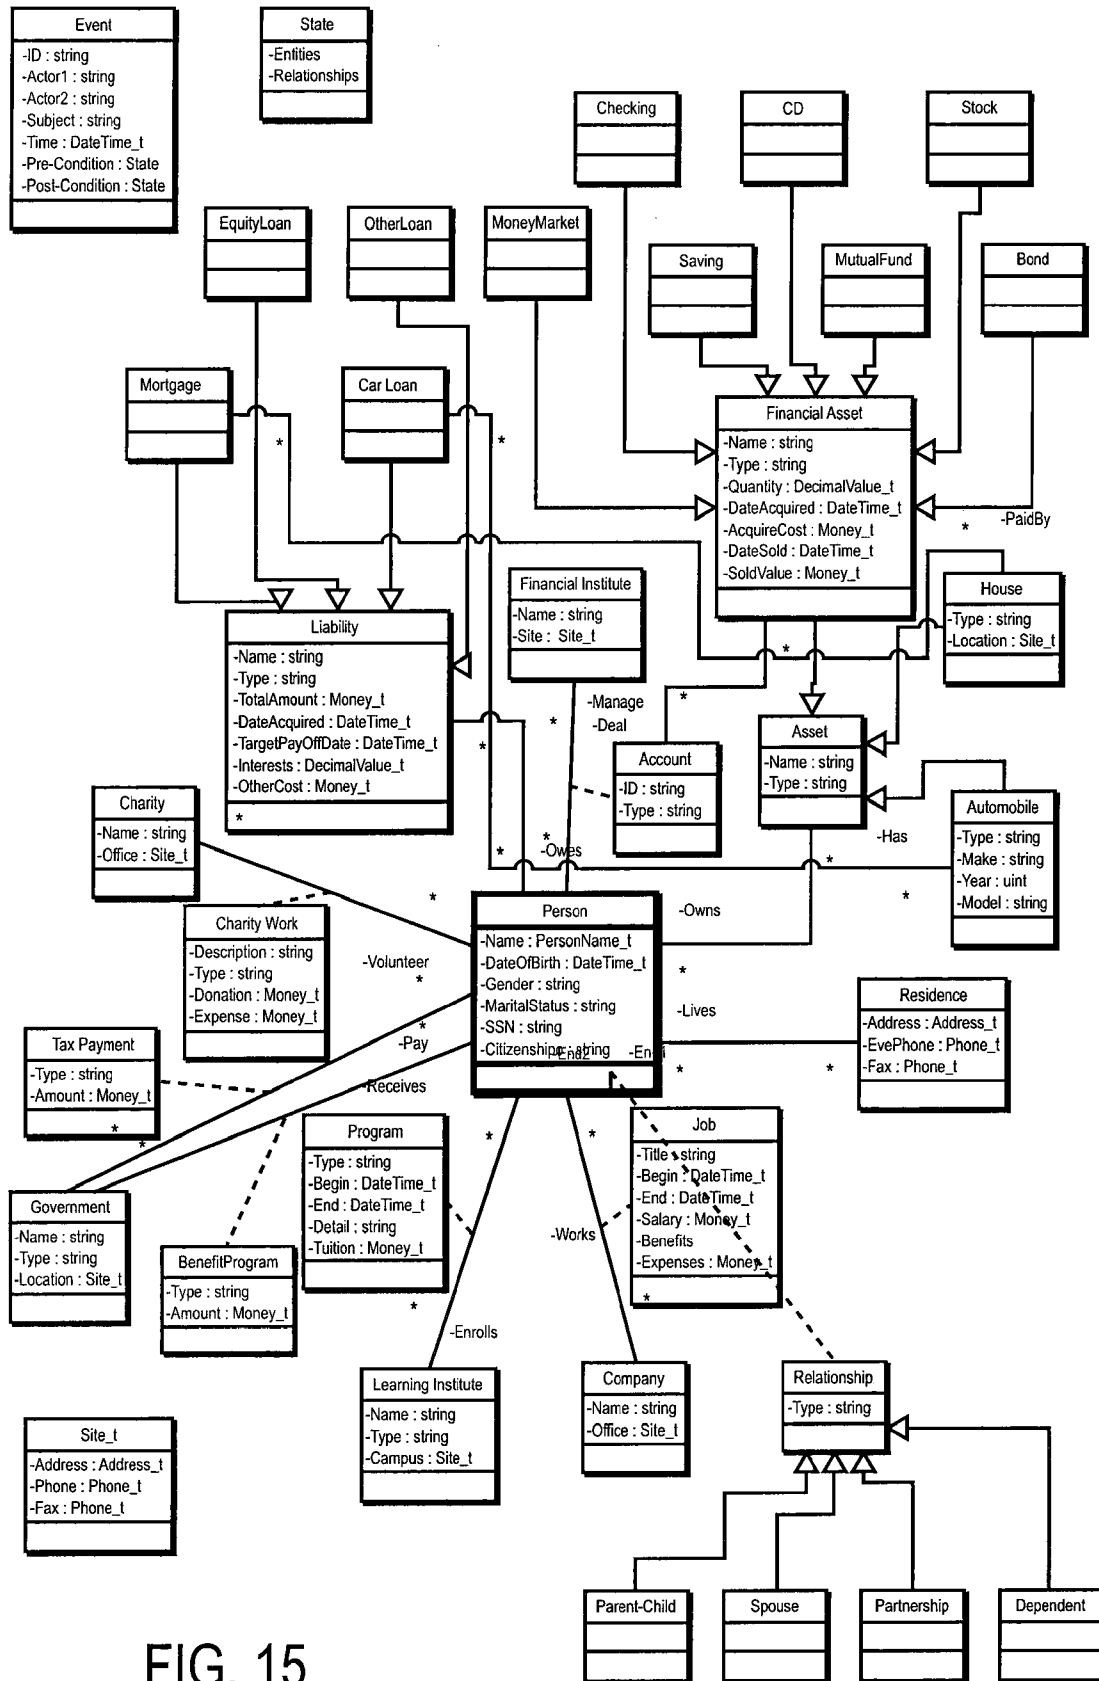 Event
-ID : string
-Actor1 : string
-Actor2 : string
-Subject : string
-Time : DateTime_t
-Pre-Condition : State
-Post-Condition : State
State
-Entities
-Relationships
Checking
CD
Stock
EquityLoan
OtherLoan
MoneyMarket
Saving
MutualFund
Bond
Mortgage
Car Loan
*
*
Financial Asset
-Name : string
-Type : string
-Quantity : DecimalValue_t
-DateAcquired : DateTime_t
-AcquireCost : Money_t
-DateSold : DateTime_t
-SoldValue : Money_t
*
-PaidBy
Financial Institute
-Name : string
-Site : Site_t
House
-Type : string
-Location : Site_t
Liability
-Name : string
-Type : string
-TotalAmount : Money_t
-DateAcquired : DateTime_t
-TargetPayOffDate : DateTime_t
-Interests : DecimalValue_t
-OtherCost : Money_t
*
*
*
*
-Manage
*
-Deal
Account
-ID : string
-Type : string
Asset
-Name : string
-Type : string
Charity
-Name : string
-Office : Site_t
*
*
-Owes
-Has
*
*
Automobile
-Type : string
-Make : string
-Year : uint
-Model : string
Charity Work
-Description : string
-Type : string
-Donation : Money_t
-Expense : Money_t
*
-Volunteer
*
*
-Pay
-Receives
Person
-Name : PersonName_t
-DateOfBirth : DateTime_t
-Gender : string
-MaritalStatus : string
-SSN : string
-Citizenship : string
-End2
-Owns
*
-Lives
*
*
Residence
-Address : Address_t
-EvePhone : Phone_t
-Fax : Phone_t
Tax Payment
-Type : string
-Amount : Money_t
*
*
Program
-Type : string
-Begin : DateTime_t
-End : DateTime_t
-Detail : string
-Tuition : Money_t
*
*
*
Job
-Title : string
-Begin : DateTime_t
-End : DateTime_t
-Salary : Money_t
-Benefits
-Expenses : Money_t
*
-Works
Government
-Name : string
-Type : string
-Location : Site_t
BenefitProgram
-Type : string
-Amount : Money_t
-Enrolls
Learning Institute
-Name : string
-Type : string
-Campus : Site_t
Company
-Name : string
-Office : Site_t
Relationship
-Type : string
Site_t
-Address : Address_t
-Phone : Phone_t
-Fax : Phone_t
Parent-Child
Spouse
Partnership
Dependent
FIG. 15